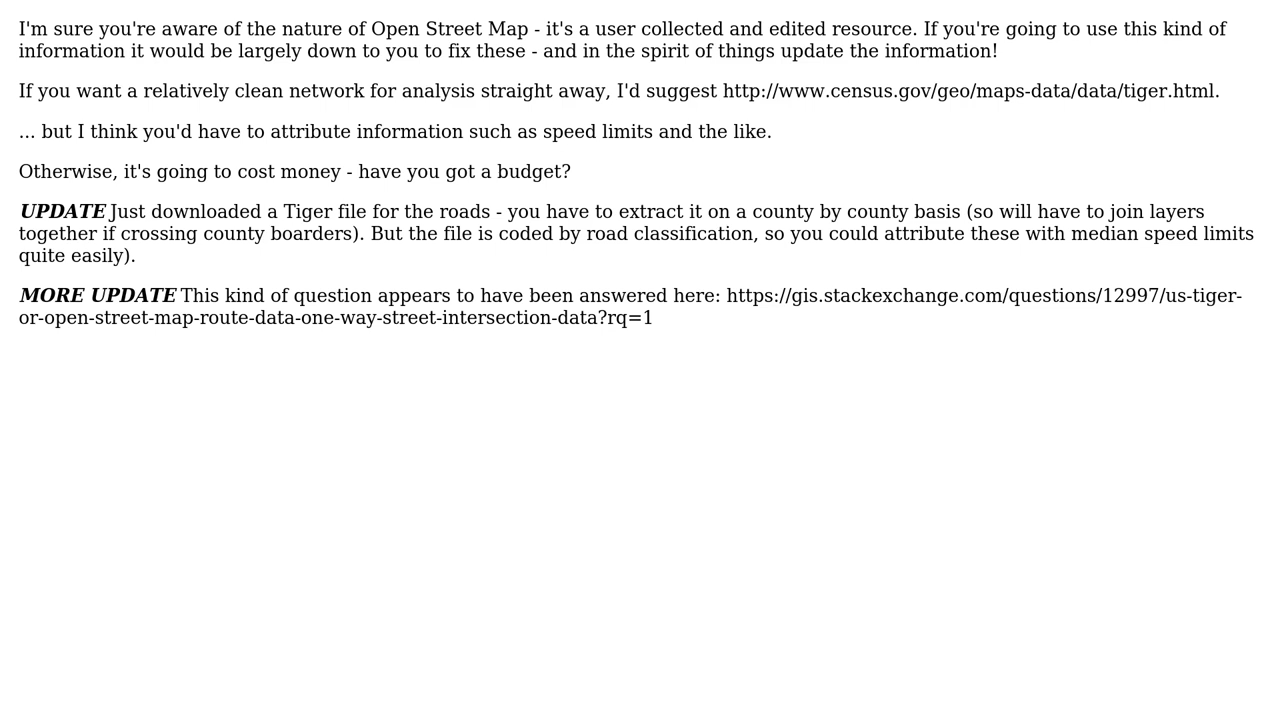 I'm sure you're aware of the nature of Open Street Map - it's a user collected and edited resource. If you're going to use this kind of
information it would be largely down to you to fix these - and in the spirit of things update the information!
If you want a relatively clean network for analysis straight away, I'd suggest http://www.census.gov/geo/maps-data/data/tiger.html.
... but I think you'd have to attribute information such as speed limits and the like.
Otherwise, it's going to cost money - have you got a budget?
UPDATE Just downloaded a Tiger file for the roads - you have to extract it on a county by county basis (so will have to join layers
together if crossing county boarders). But the file is coded by road classification, so you could attribute these with median speed limits
quite easily).
MORE UPDATE This kind of question appears to have been answered here: https://gis.stackexchange.com/questions/12997/us-tiger-
or-open-street-map-route-data-one-way-street-intersection-data?rq=1